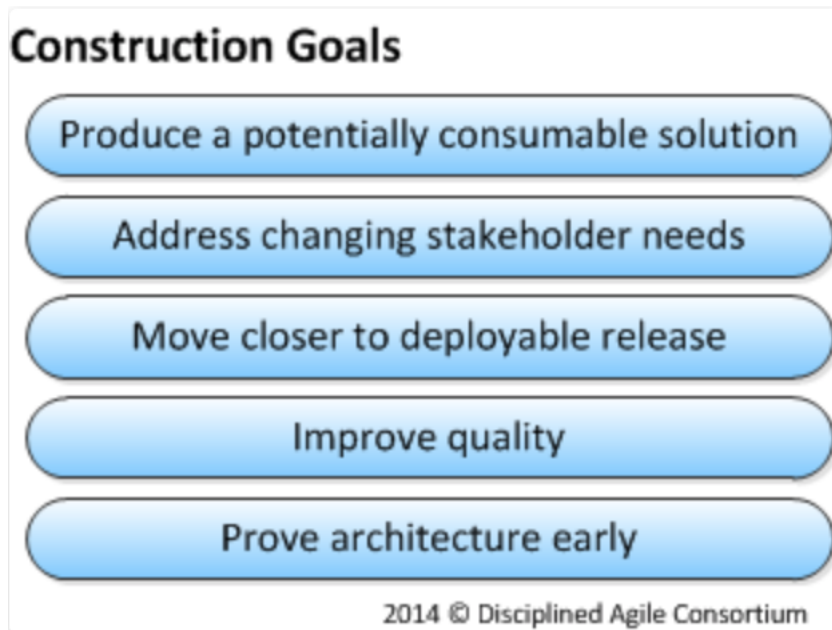 Construction Goals
Produce a potentially consumable solution
Address changing stakeholder needs
Move closer to deployable release
Improve quality
Prove architecture early
2014 © Disciplined Agile Consortium